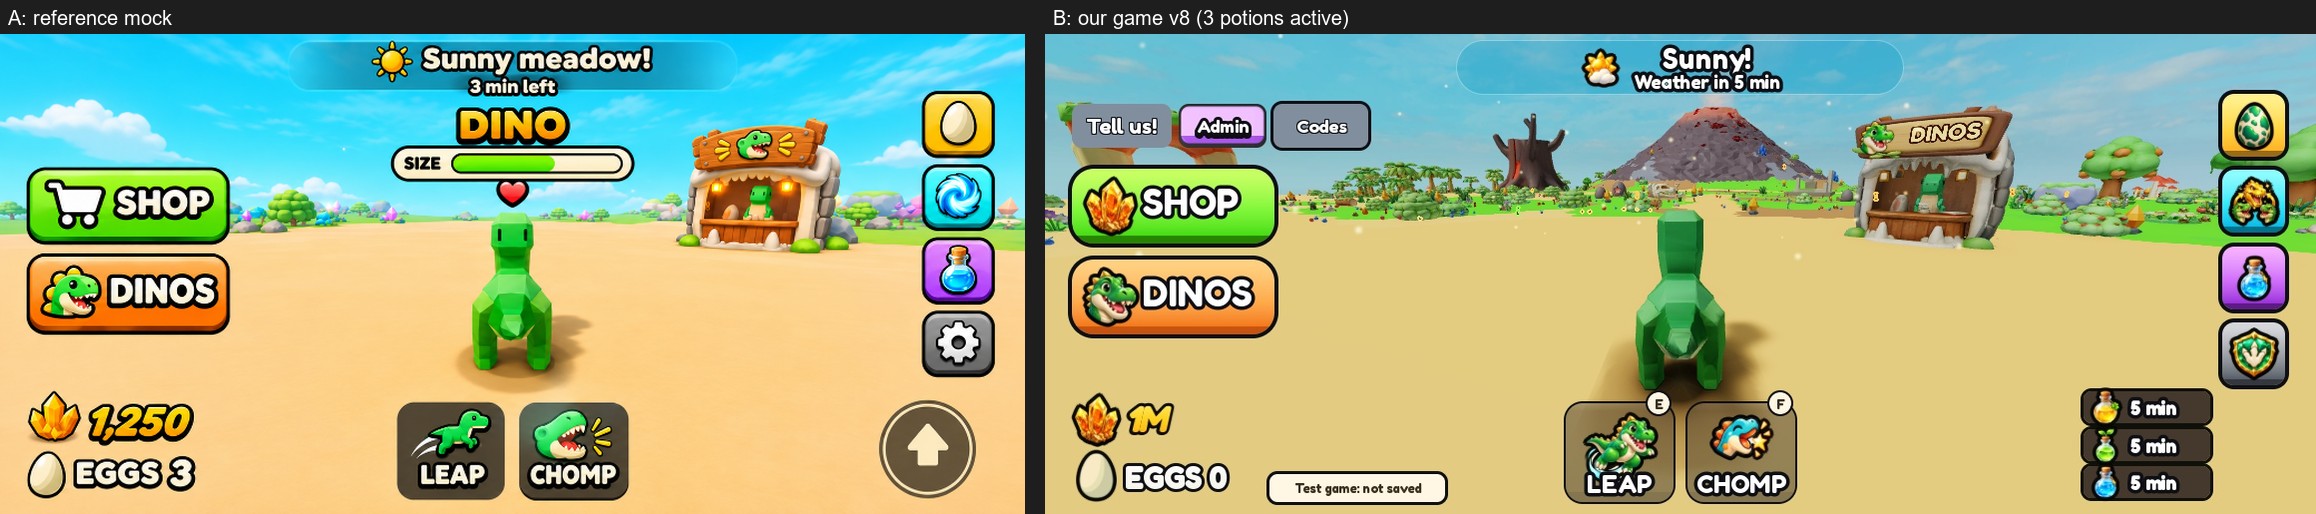 A: reference mock
Sunny meadow!
3 min left
DINO
SIZE
SHOP
DINOS
1,250
EGGS 3
LEAP
CHOMP
B: our game v8 (3 potions active)
Sunny!
Weather in 5 min
Tell us!
Admin
Codes
DINOS
SHOP
DINOS
1M
EGGS 0
Test game: not saved
E
LEAP
F
CHOMP
5 min
5 min
5 min